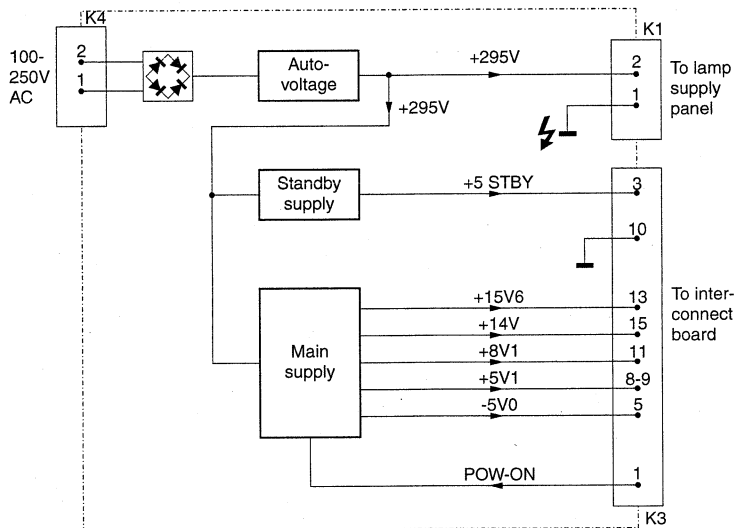 K4
K1
100-
250V
AC
2
1
Auto-
voltage
+295V
2
1
To lamp
supply
panel
+295V
Standby
supply
+5 STBY
3
10
Main
supply
+15V6
13
+14V
15
+8V1
11
+5V1
8-9
-5V0
5
POW-ON
1
To inter-
connect
board
K3